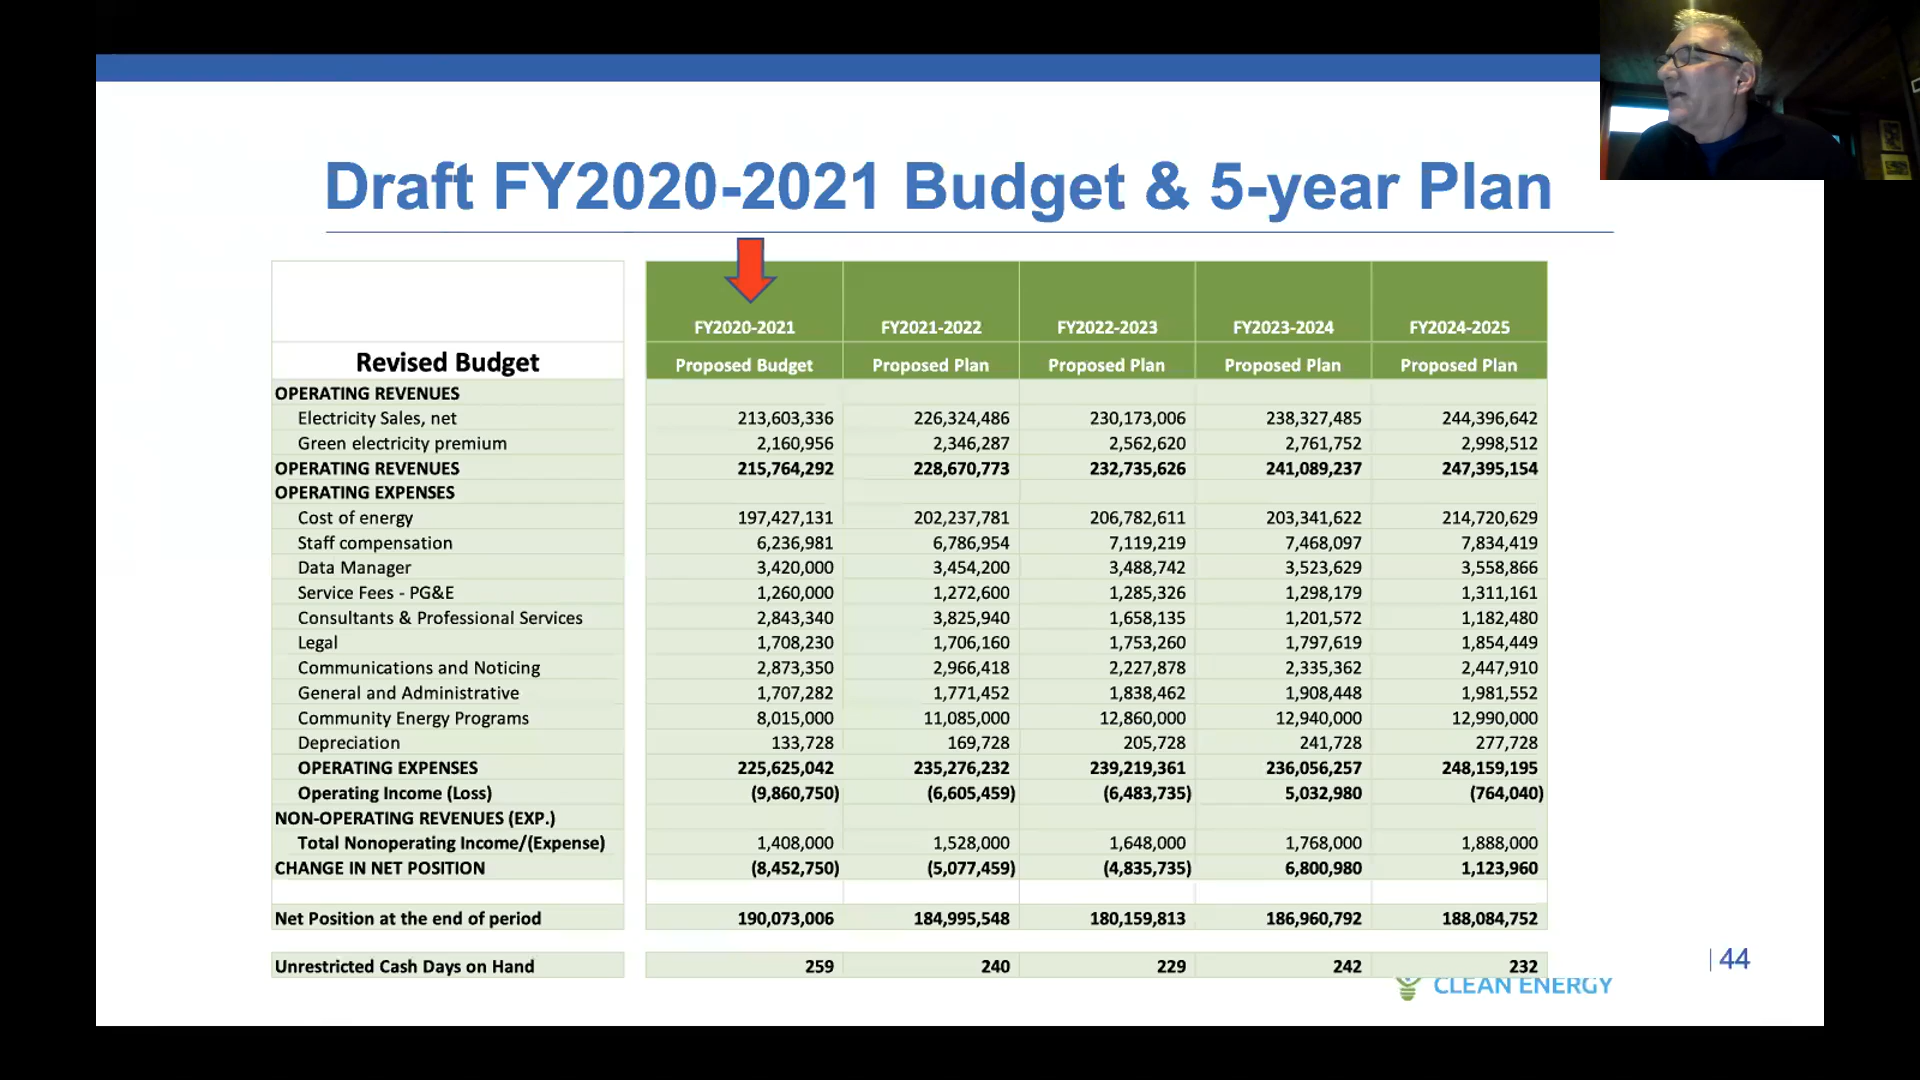 Draft FY2020-2021 Budget & 5-year Plan
FY2020-2021 FY2021-2022 FY2022-2023 FY2023-2024 FY2024-2025
Revised Budget Proposed Budget Proposed Plan Proposed Plan Proposed Plan Proposed Plan
OPERATING REVENUES
Electricity Sales, net 213,603,336 226,324,486 230,173,006 238,327,485 244,396,642
Green electricity premium 2,160,956 2,346,287 2,562,620 2,761,752 2,998,512
OPERATING REVENUES 215,764,292 228,670,773 232,735,626 241,089,237 247,395,154
OPERATING EXPENSES
Cost of energy 197,427,131 202,237,781 206,782,611 203,341,622 214,720,629
Staff compensation 6,236,981 6,786,954 7,119,219 7,468,097 7,834,419
Data Manager 3,420,000 3,454,200 3,488,742 3,523,629 3,558,866
Service Fees - PG&E 1,260,000 1,272,600 1,285,326 1,298,179 1,311,161
Consultants & Professional Services 2,843,340 3,825,940 1,658,135 1,201,572 1,182,480
Legal 1,708,230 1,706,160 1,753,260 1,797,619 1,854,449
Communications and Noticing 2,873,350 2,966,418 2,227,878 2,335,362 2,447,910
General and Administrative 1,707,282 1,771,452 1,838,462 1,908,448 1,981,552
Community Energy Programs 8,015,000 11,085,000 12,860,000 12,940,000 12,990,000
Depreciation 133,728 169,728 205,728 241,728 277,728
OPERATING EXPENSES 225,625,042 235,276,232 239,219,361 236,056,257 248,159,195
Operating Income (Loss) (9,860,750) (6,605,459) (6,483,735) 5,032,980 (764,040)
NON-OPERATING REVENUES (EXP.)
Total Nonoperating Income/(Expense) 1,408,000 1,528,000 1,648,000 1,768,000 1,888,000
CHANGE IN NET POSITION (8,452,750) (5,077,459) (4,835,735) 6,800,980 1,123,960
Net Position at the end of period 190,073,006 184,995,548 180,159,813 186,960,792 188,084,752
Unrestricted Cash Days on Hand 259 240 229 242 232
44
CLEAN ENERGY